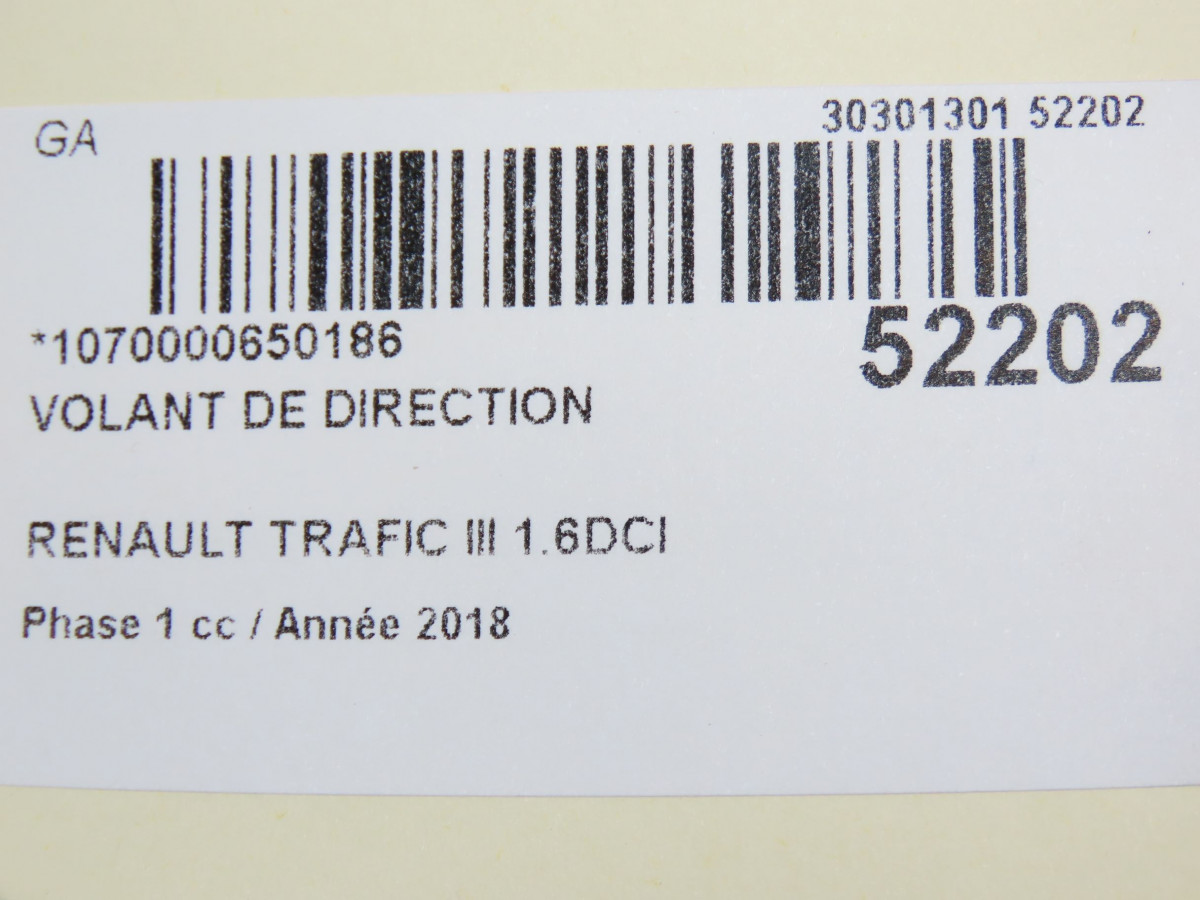 GA
30301301 52202
*1070000650186
52202
VOLANT DE DIRECTION
RENAULT TRAFIC III 1.6DCI
Phase 1 cc / Année 2018